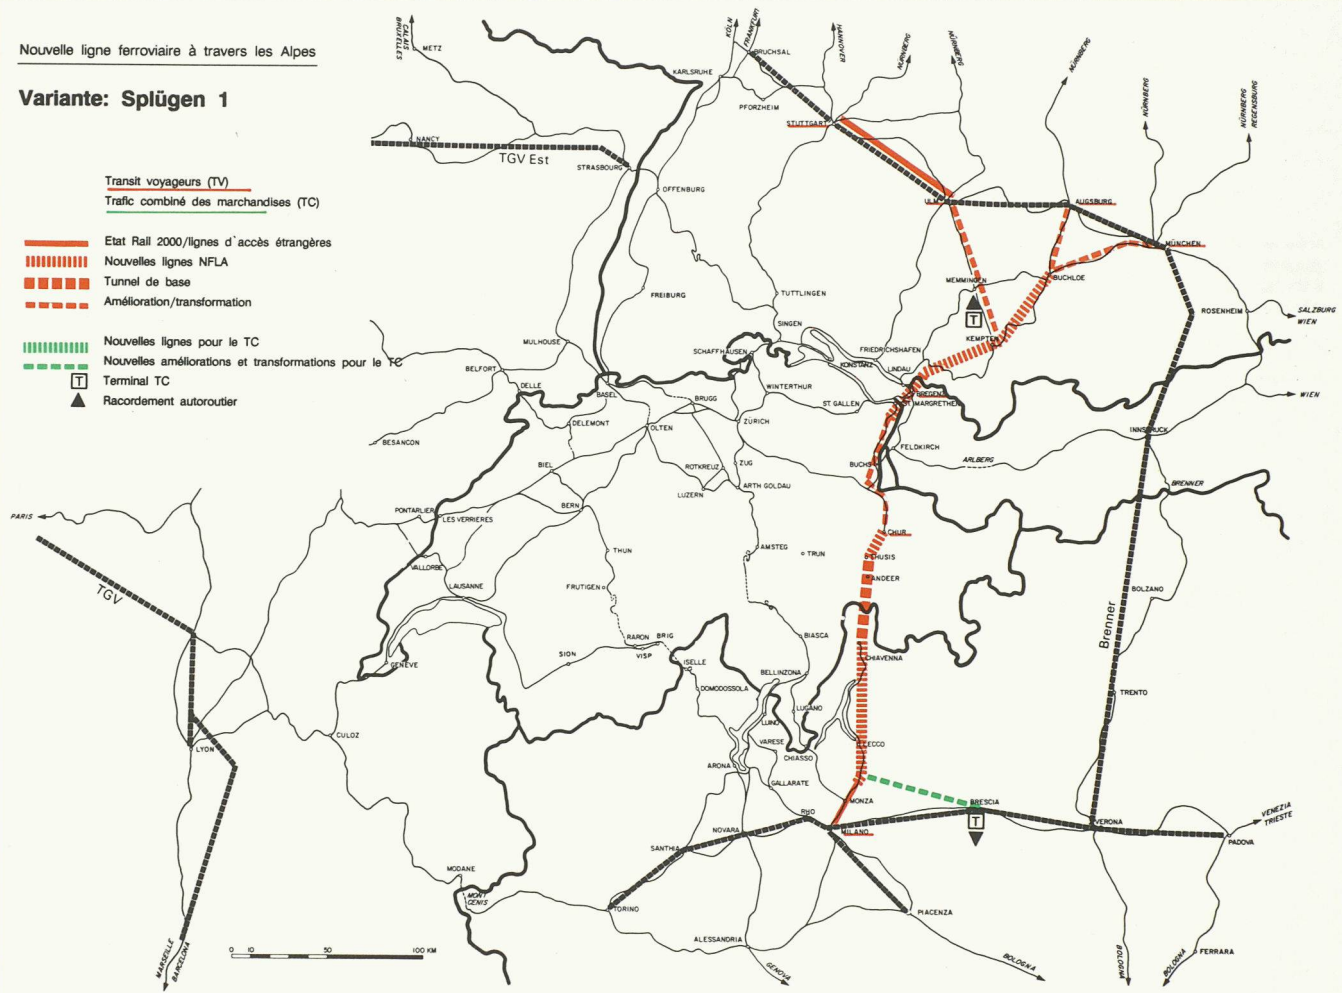 Nouvelle ligne ferroviaire à travers les Alpes
Variante: Splügen 1
Transit voyageurs (TV)
Trafic combiné des marchandises (TC)
Etat Rail 2000/lignes d'accès étrangères
Nouvelles lignes NFLA
Tunnel de base
Amélioration/transformation
Nouvelles lignes pour le TC
Nouvelles améliorations et transformations pour le TC
T Terminal TC
Racordement autoroutier
CALAIS
BRUXELLES
METZ
KÖLN
FRANKFURT
HANNOVER
NÜRNBERG
NÜRNBERG
NÜRNBERG
NÜRNBERG
NÜRNBERG
REGENSBURG
BRUCHSAL
KARLSRUHE
PFORZHEIM
STUTTGART
NANCY
TGV Est
STRASBOURG
OFFENBURG
ULM
AUGSBURG
MÜNCHEN
MEMMINGEN
BUCHLOE
T
KEMPTEN
ROSENHEIM
SALZBURG
WIEN
FREIBURG
TUTTLINGEN
SINGEN
SCHAFFHAUSEN
KONSTANZ
FRIEDRICHSHAFEN
LINDAU
BREGENZ
ST MARGRETHEN
MULHOUSE
BELFORT
DELLE
BASEL
BRUGG
WINTERTHUR
ST GALLEN
WIEN
BESANCON
DELEMONT
OLTEN
ZÜRICH
FELDKIRCH
ARLBERG
INNSBRUCK
BIEL
ROTKREUZ
ZUG
BUCHS
LUZERN
ARTH GOLDAU
BRENNER
PARIS
PONTARLIER
LES VERRIERES
BERN
CHUR
THUN
AMSTEG
TRUN
THUSIS
VALLORBE
ANDEER
TGV
LAUSANNE
FRUTIGEN
BOLZANO
Brenner
RARON
BRIG
VISP
BIASCA
SION
ISELLE
GENEVE
CHIAVENNA
BELLINZONA
DOMODOSSOLA
TRENTO
LUGANO
LUINO
CULOZ
LYON
VARESE
CHIASSO
LECCO
ARONA
GALLARATE
MONZA
BRESCIA
T
RHO
MILANO
VERONA
VENEZIA
TRIESTE
PADOVA
NOVARA
SANTHIA
MODANE
MONT
CENIS
TORINO
PIACENZA
ALESSANDRIA
GENOVA
BOLOGNA
BOLOGNA
BOLOGNA
FERRARA
MARSEILLE
BARCELONA
0 10 50 100 KM